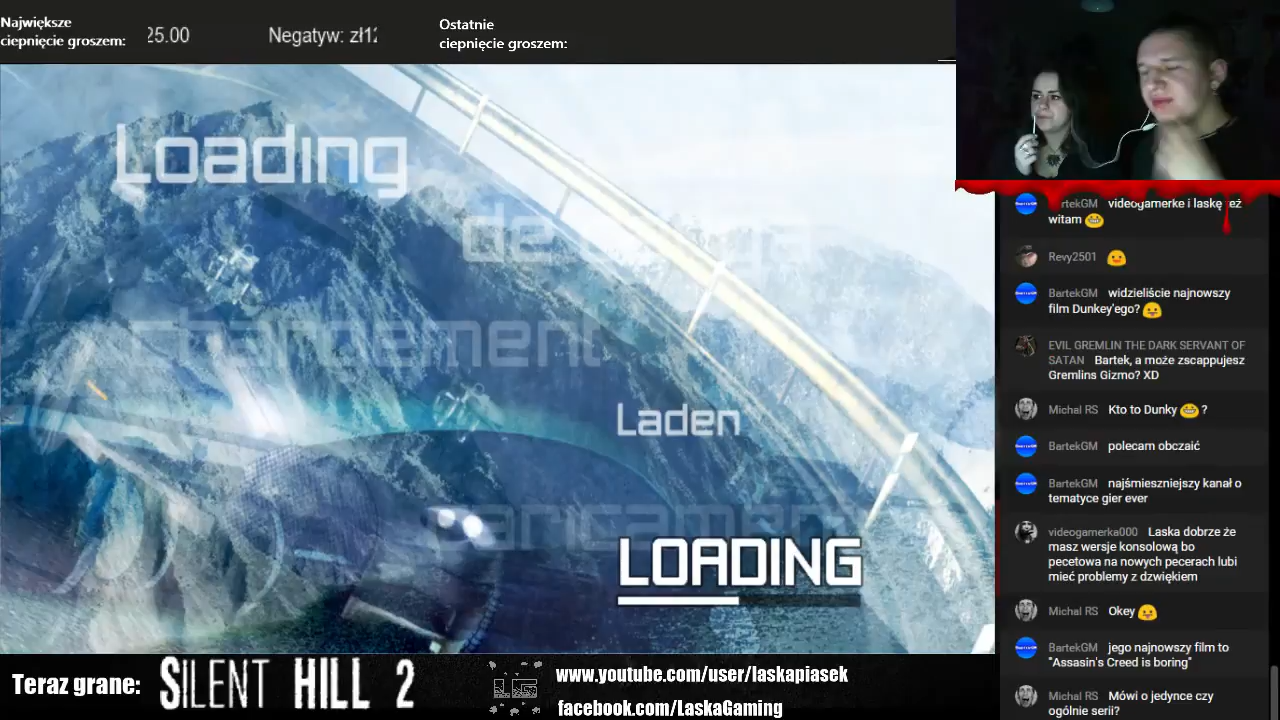 Największe
ciepnięcie groszem:
25.00
Negatyw: zł12
Ostatnie
ciepnięcie groszem:
Loading
de carga
chargement
Laden
caricamento
LOADING
BartekGM videogamerke i laskę też
witam
Revy2501
BartekGM widzieliście najnowszy
film Dunkey'ego?
EVIL GREMLIN THE DARK SERVANT OF
SATAN Bartek, a może zscappujesz
Gremlins Gizmo? XD
Michal RS Kto to Dunky ?
BartekGM polecam obczaić
BartekGM najśmieszniejszy kanał o
tematyce gier ever
videogamerka000 Laska dobrze że
masz wersje konsolową bo
pecetowa na nowych pecerach lubi
mieć problemy z dzwiękiem
Michal RS Okey
BartekGM jego najnowszy film to
"Assasin's Creed is boring"
Michal RS Mówi o jedynce czy
ogólnie serii?
Teraz grane:
SILENT HILL 2
LG
www.youtube.com/user/laskapiasek
facebook.com/LaskaGaming